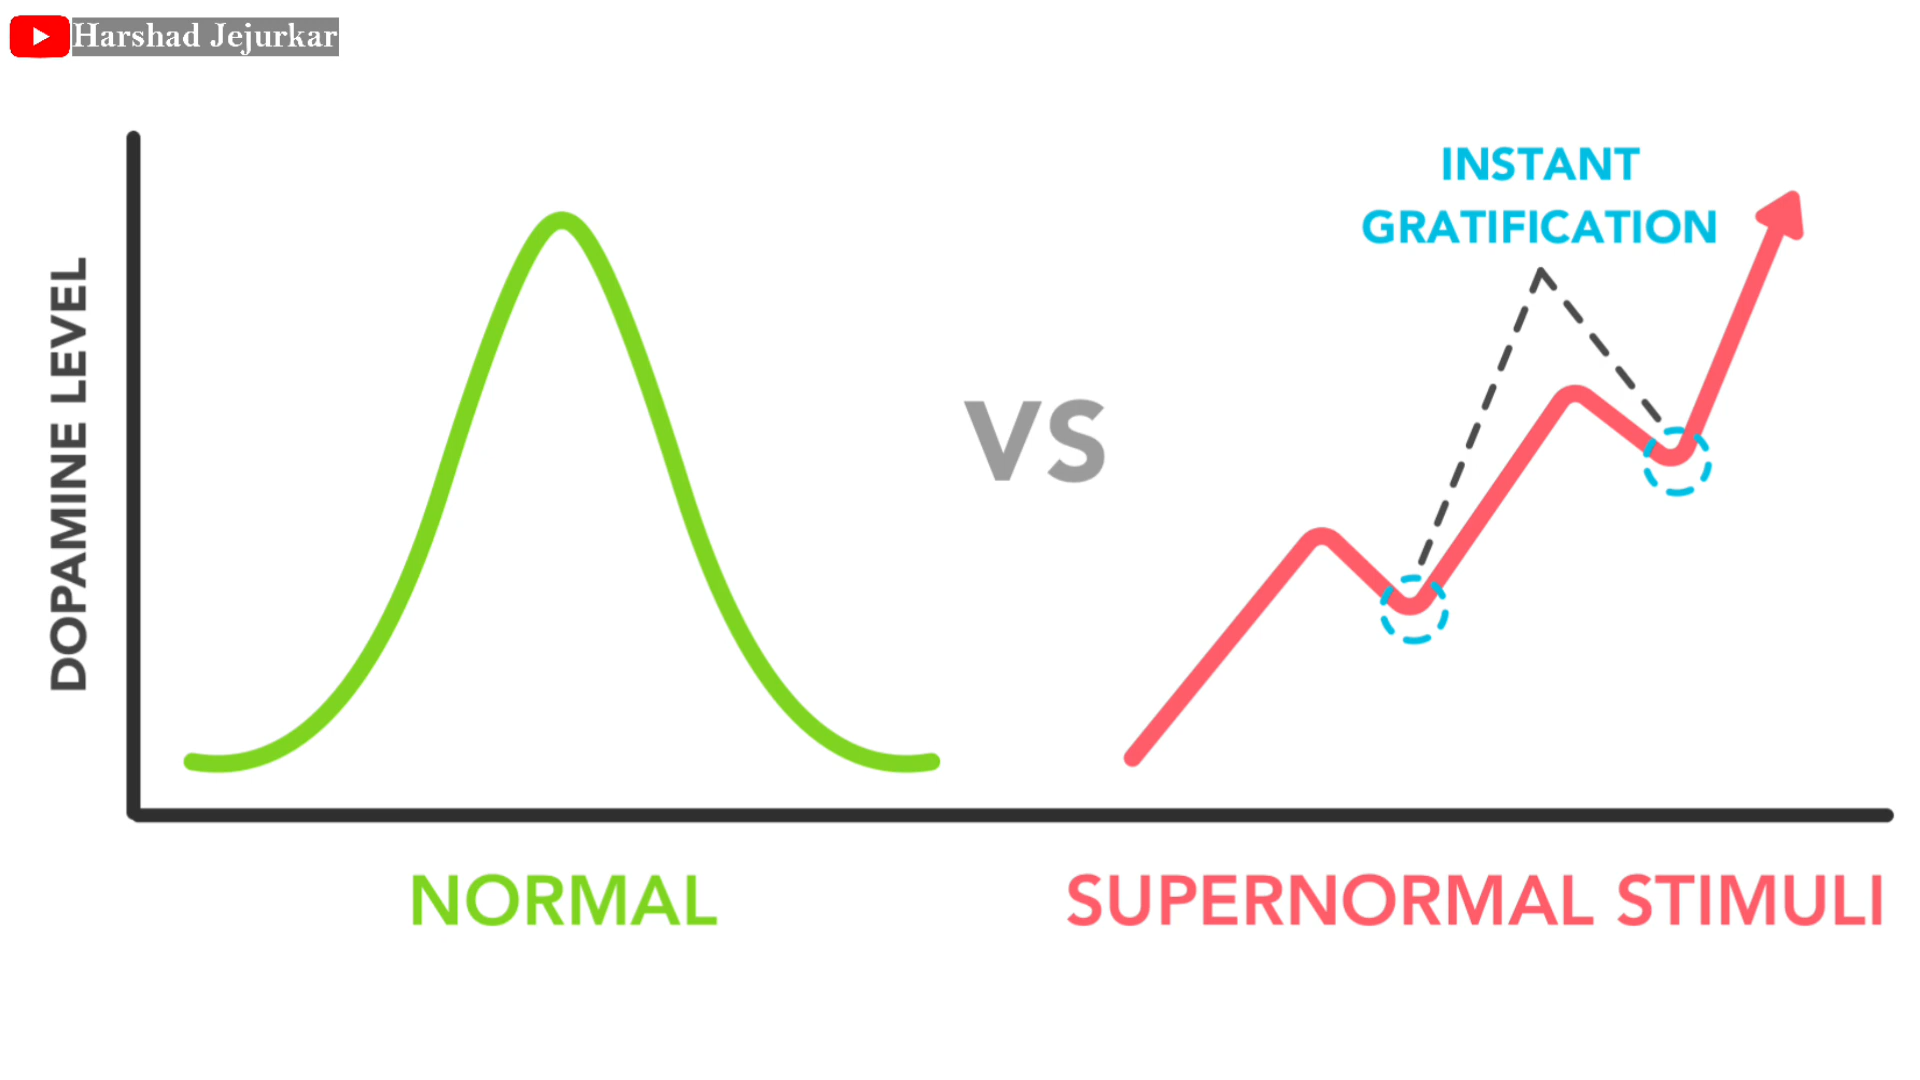 Harshad Jejurkar
INSTANT
GRATIFICATION
DOPAMINE LEVEL
VS
NORMAL
SUPERNORMAL STIMULI